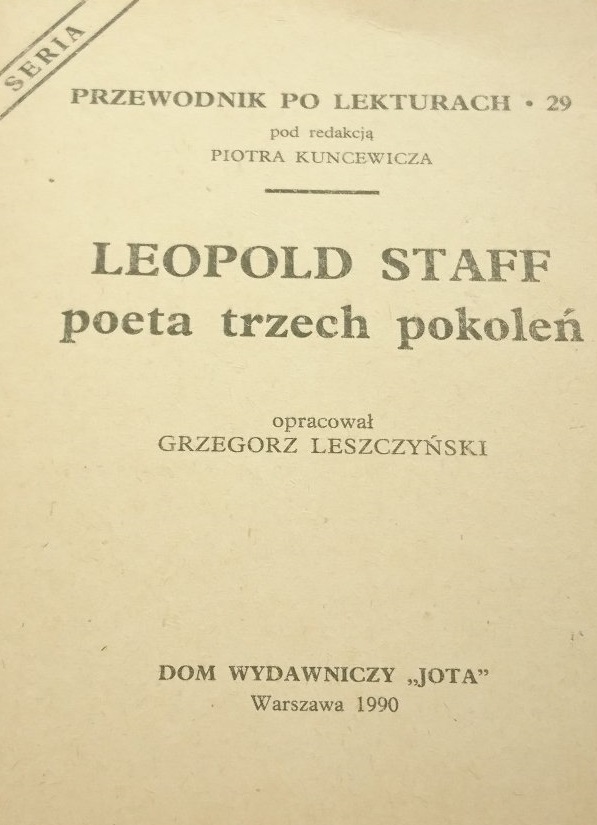 SERIA
PRZEWODNIK PO LEKTURACH • 29
pod redakcją
PIOTRA KUNCEWICZA
LEOPOLD STAFF
poeta trzech pokoleń
opracował
GRZEGORZ LESZCZYŃSKI
DOM WYDAWNICZY „JOTA”
Warszawa 1990